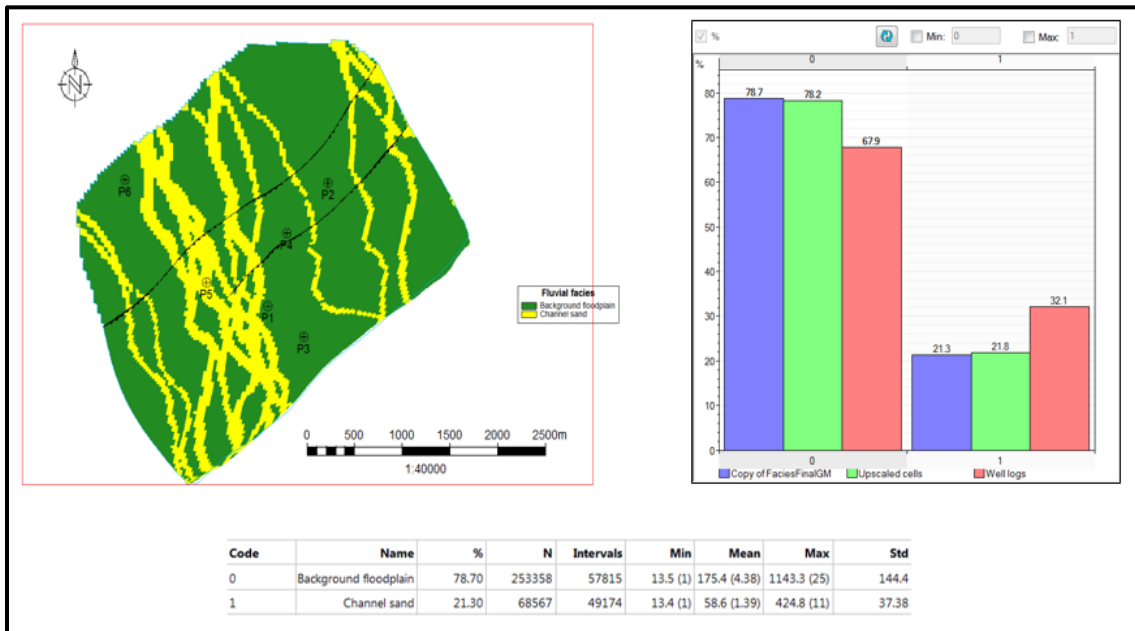 N
P6
P2
P4
P5
P1
P3
Fluvial facies
Background floodplain
Channel sand
0 500 1000 1500 2000 2500m
1:40000
% Min: 0 Max: 1
% 0 1
80
70
60
50
40
30
20
10
0
78.7 78.2 67.9
21.3 21.8 32.1
0 1
Copy of FaciesFinalGM Upscaled cells Well logs
Code Name % N Intervals Min Mean Max Std
0 Background floodplain 78.70 253358 57815 13.5 (1) 175.4 (4.38) 1143.3 (25) 144.4
1 Channel sand 21.30 68567 49174 13.4 (1) 58.6 (1.39) 424.8 (11) 37.38